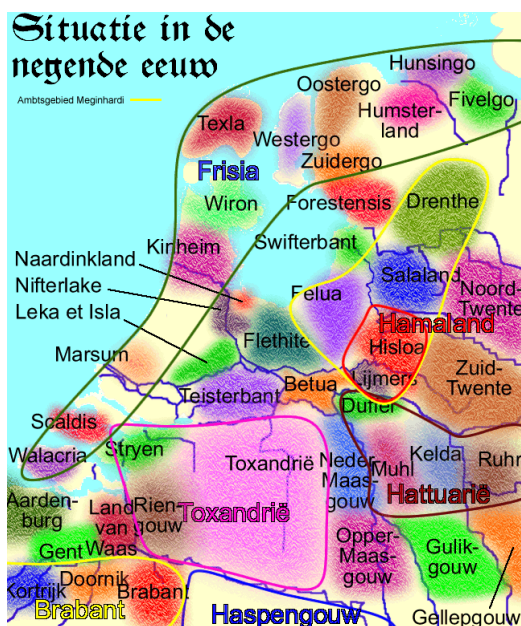 Situatie in de
negende eeuw
Ambtsgebied Meginhardi
Hunsingo
Oostergo
Fivelgo
Humster-
land
Texla
Westergo
Zuidergo
Frisia
Wiron
Forestensis
Drenthe
Kinheim
Swifterbant
Naardinkland
Nifterlake
Leka et Isla
Salaland
Felua
Noord-
Twente
Hamaland
Flethite
Hisloa
Marsum
Lijmers
Zuid-
Twente
Betua
Teisterbant
Dufler
Scaldis
Stryen
Walacria
Toxandrië
Neder
Maas-
gouw
Muhl
Kelda
Ruhr
Hattuarië
Aarden-
burg
Land
van
Waas
Rien-
gouw
Toxandrië
Gent
Opper-
Maas-
gouw
Gulik-
gouw
Doornik
Kortrijk
Brabant
Brabant
Haspengouw
Gellepgouw